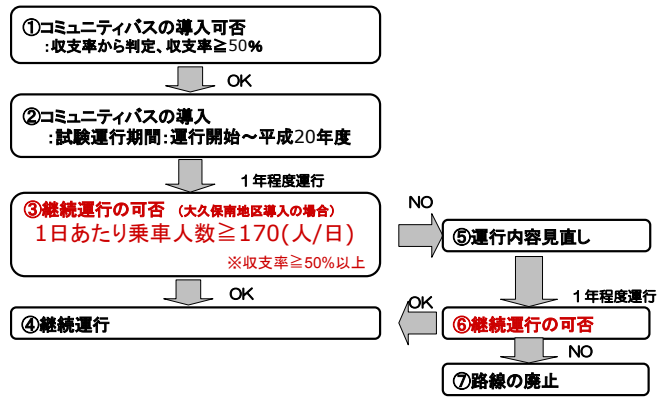 ①コミュニティバスの導入可否
:収支率から判定、収支率≧50%
OK
②コミュニティバスの導入
:試験運行期間:運行開始～平成20年度
1年程度運行
③継続運行の可否 (大久保南地区導入の場合)
1日あたり乗車人数≧170(人/日)
※収支率≧50%以上
NO
⑤運行内容見直し
OK
1年程度運行
④継続運行
OK
⑥継続運行の可否
NO
⑦路線の廃止